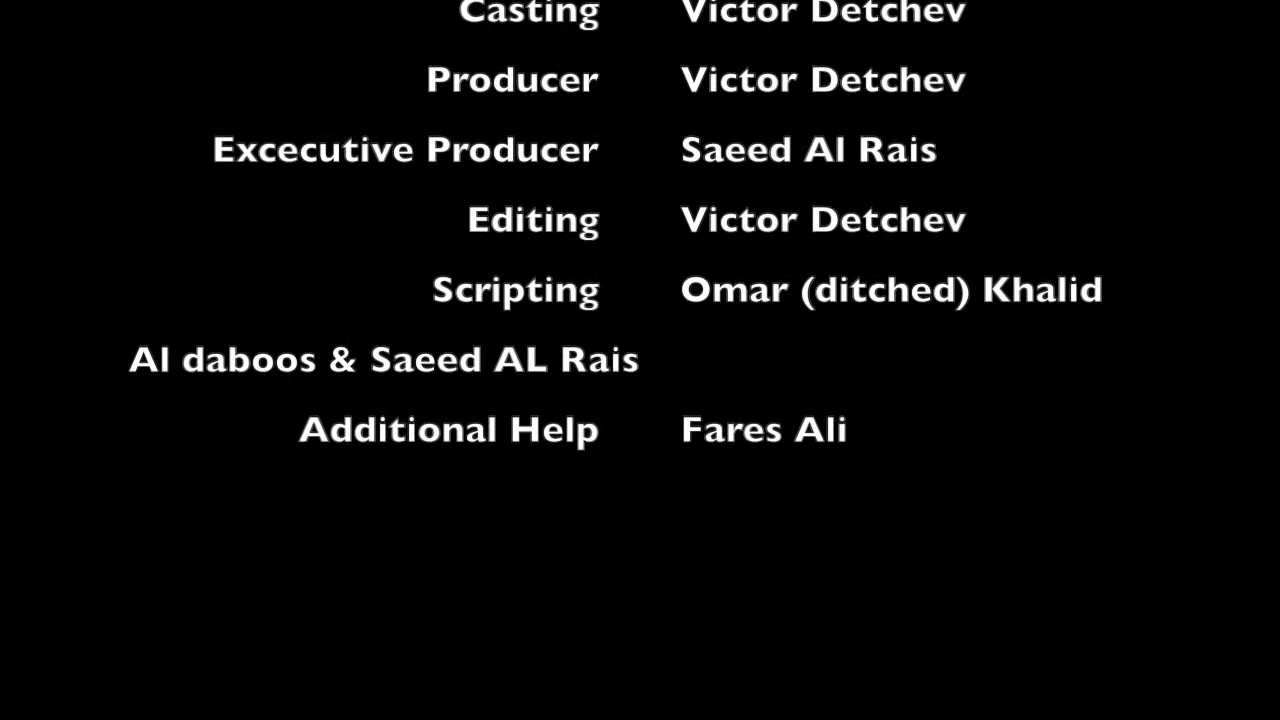 Casting Victor Detchev
Producer Victor Detchev
Excecutive Producer Saeed Al Rais
Editing Victor Detchev
Scripting Omar (ditched) Khalid
Al daboos & Saeed AL Rais
Additional Help Fares Ali